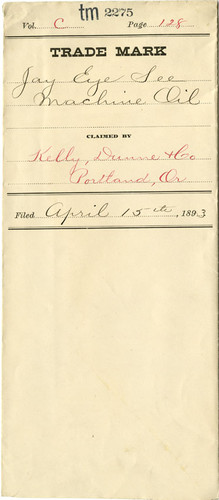 tm 2275
Vol. C Page 128
TRADE MARK
Jay Eye See
Machine Oil
CLAIMED BY
Kelly, Dunne & Co
Portland, Or
Filed April 15th, 1893